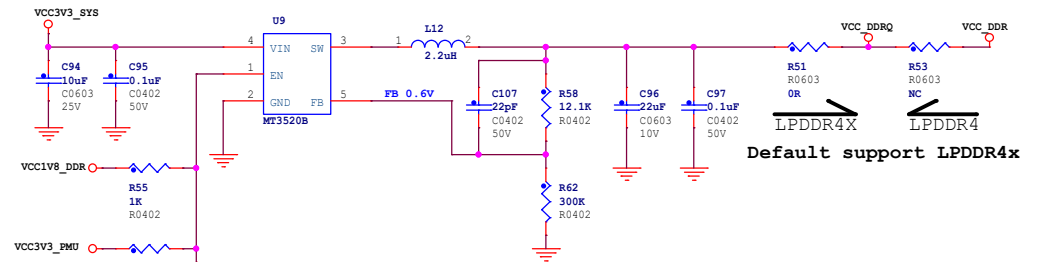 VCC3V3_SYS
U9
L12
VCC_DDRQ
VCC_DDR
4
VIN
SW
3
1
2
2.2uH
C94
10uF
C0603
25V
C95
0.1uF
C0402
50V
1
EN
2
GND
FB
5
FB 0.6V
MT3520B
C107
22pF
C0402
50V
R58
12.1K
R0402
C96
22uF
C0603
10V
C97
0.1uF
C0402
50V
R51
R0603
0R
R53
R0603
NC
LPDDR4X
LPDDR4
Default support LPDDR4x
VCC1V8_DDR
R55
1K
R0402
R62
300K
R0402
VCC3V3_PMU